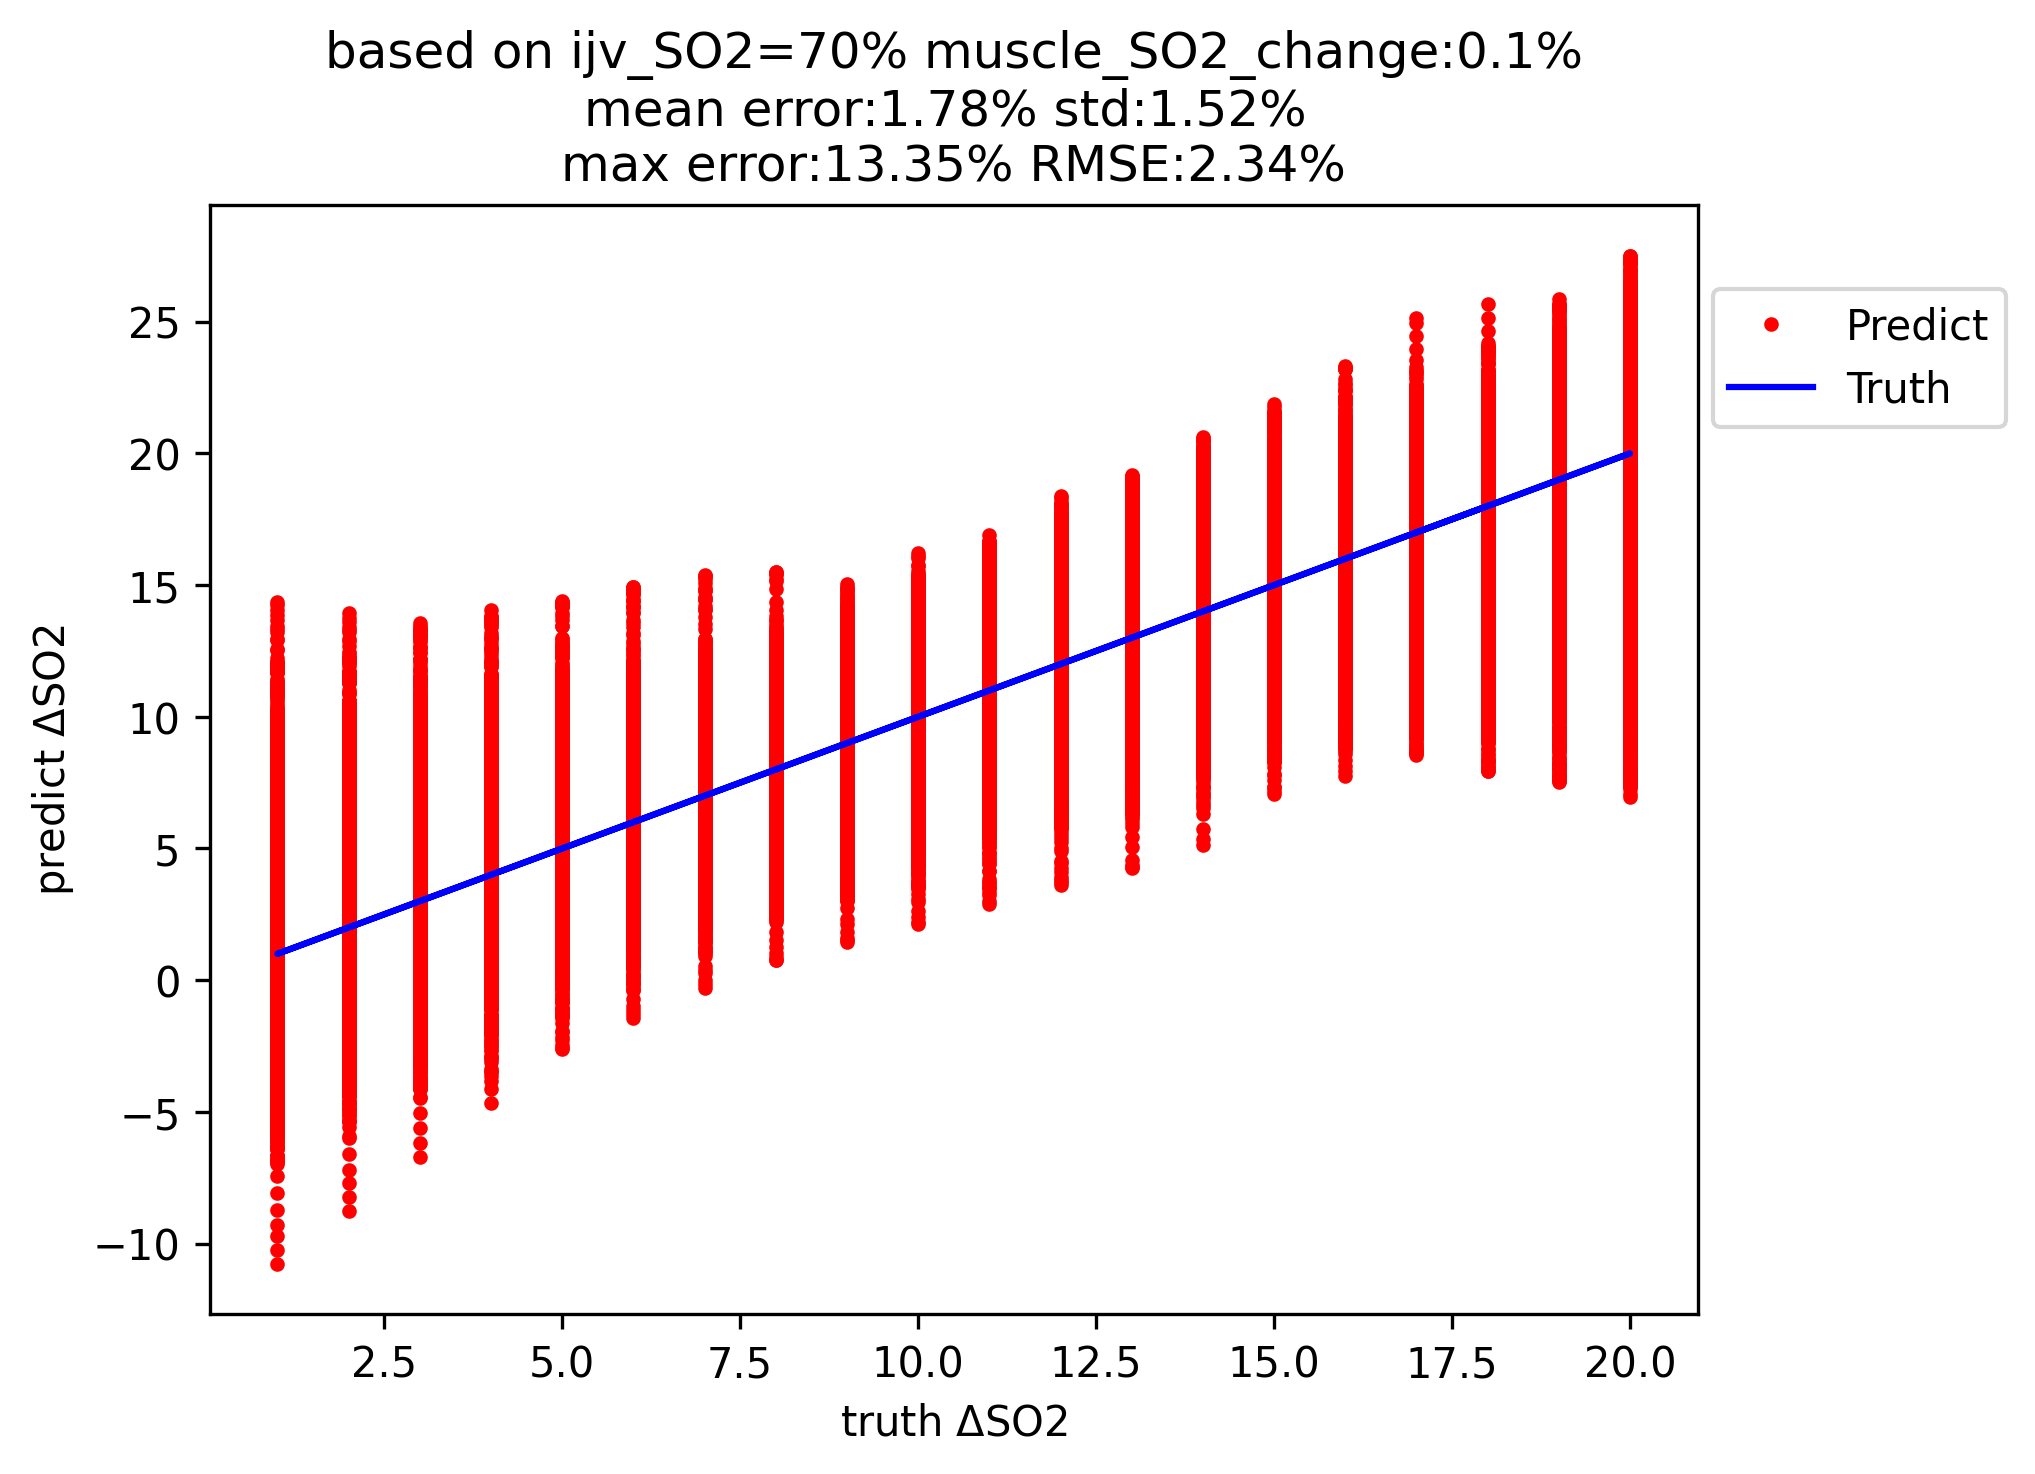 based on ijv_SO2=70% muscle_SO2_change:0.1%
mean error:1.78% std:1.52%
max error:13.35% RMSE:2.34%
Predict
Truth
25
20
15
10
5
0
−5
−10
predict ΔSO2
2.5 5.0 7.5 10.0 12.5 15.0 17.5 20.0
truth ΔSO2